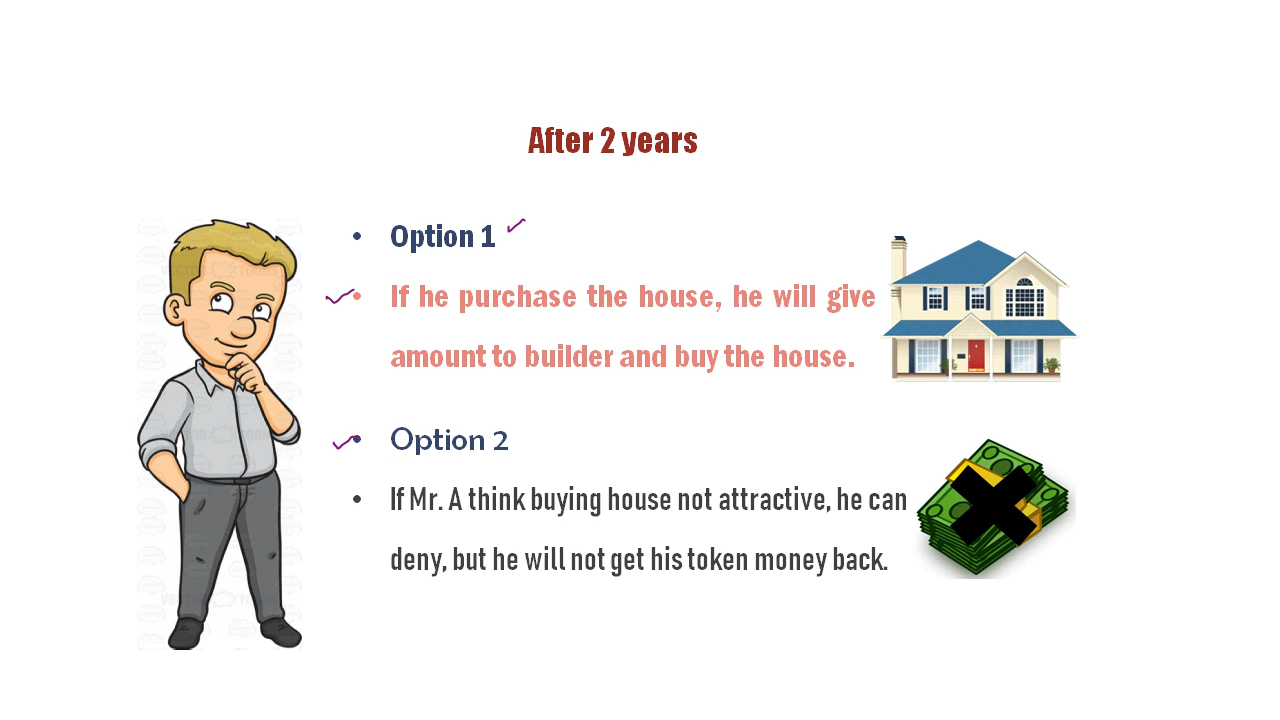 After 2 years
• Option 1
• If he purchase the house, he will give
amount to builder and buy the house.
• Option 2
• If Mr. A think buying house not attractive, he can
deny, but he will not get his token money back.